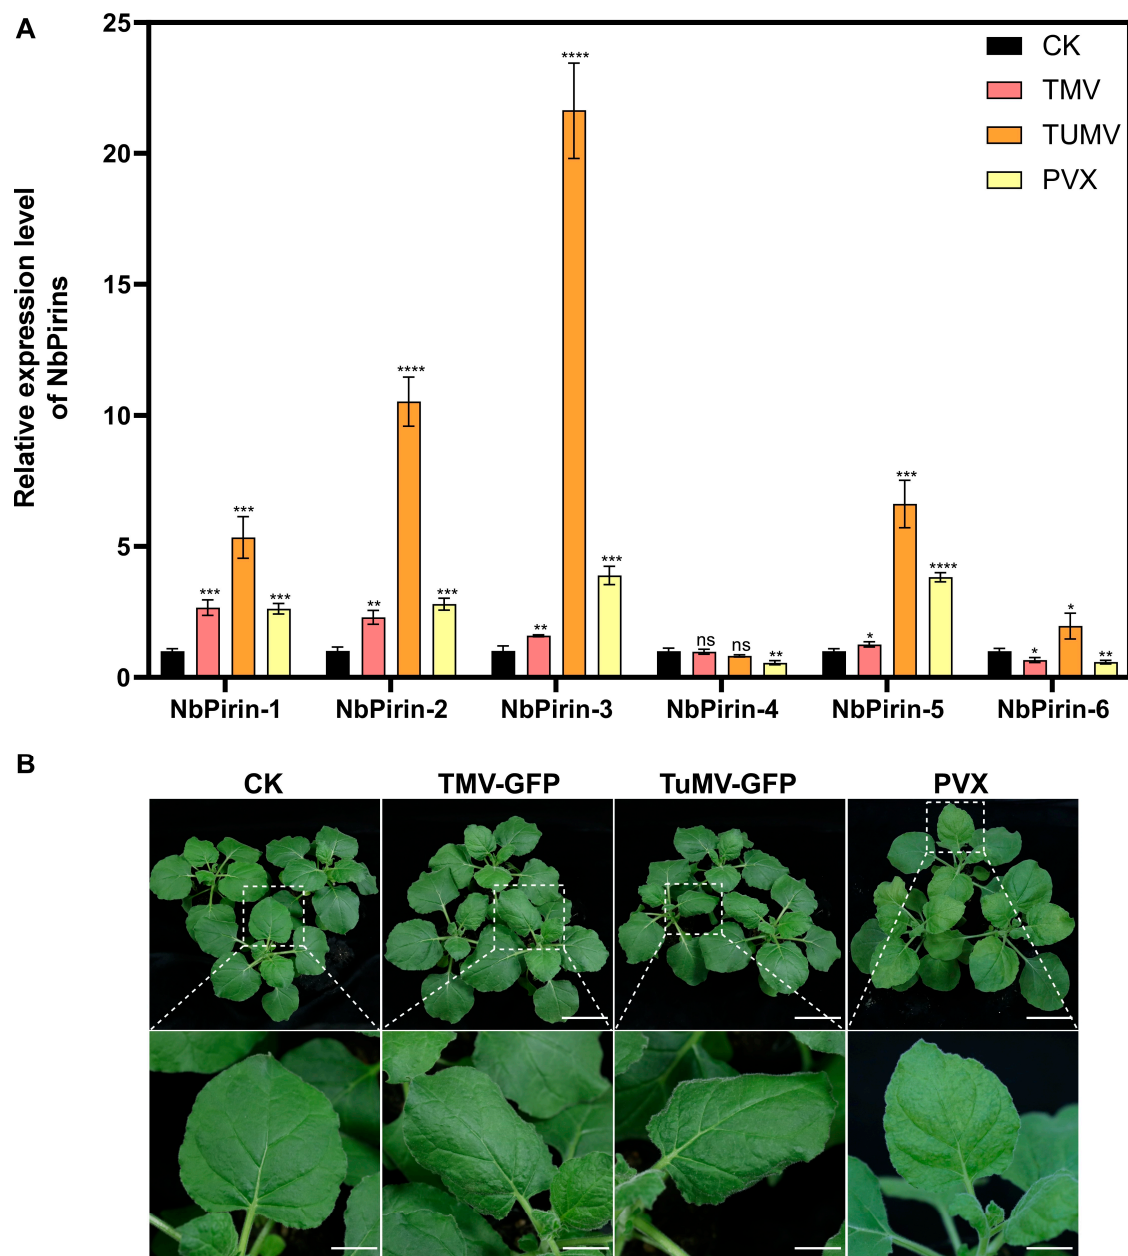 A
25
20
15
10
5
0
Relative expression level
of NbPirins
CK
TMV
TUMV
PVX
*** *** ***
** **** ***
** **** ***
ns ns **
* *** ****
* * **
NbPirin-1 NbPirin-2 NbPirin-3 NbPirin-4 NbPirin-5 NbPirin-6
B
CK TMV-GFP TuMV-GFP PVX